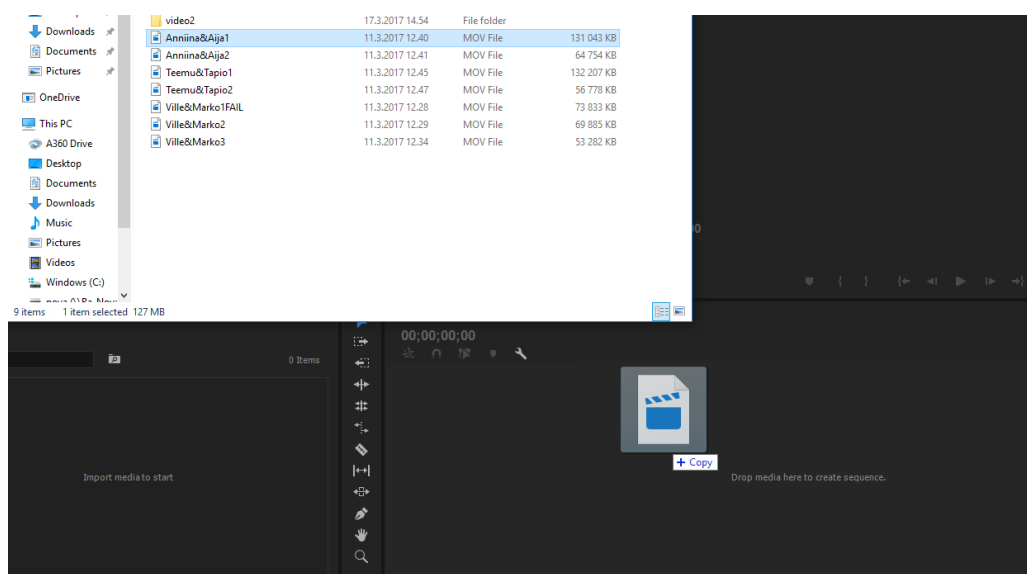 video2 17.3.2017 14.54 File folder
Downloads Anniina&Aija1 11.3.2017 12.40 MOV File 131 043 KB
Documents Anniina&Aija2 11.3.2017 12.41 MOV File 64 754 KB
Pictures Teemu&Tapio1 11.3.2017 12.45 MOV File 132 207 KB
Teemu&Tapio2 11.3.2017 12.47 MOV File 56 778 KB
OneDrive Ville&Marko1FAIL 11.3.2017 12.28 MOV File 73 833 KB
This PC Ville&Marko2 11.3.2017 12.29 MOV File 69 885 KB
A360 Drive Ville&Marko3 11.3.2017 12.34 MOV File 53 282 KB
Desktop
Documents
Downloads
Music
Pictures
Videos
Windows (C:)
9 items 1 item selected 127 MB
00;00;00;00
0 Items
+ Copy
Import media to start
Drop media here to create sequence.